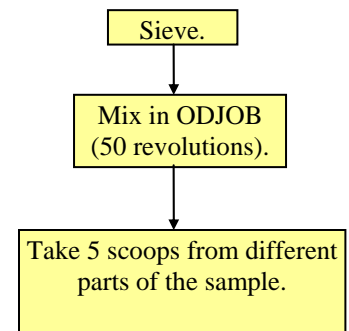 Sieve.
Mix in ODJOB
(50 revolutions).
Take 5 scoops from different
parts of the sample.